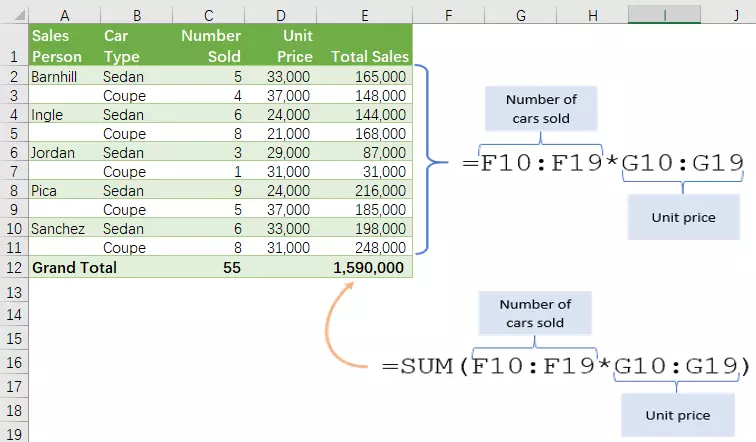 A B C D E F G H I J
1 Sales Person Car Type Number Sold Unit Price Total Sales
2 Barnhill Sedan 5 33,000 165,000
3 Coupe 4 37,000 148,000
4 Ingle Sedan 6 24,000 144,000
5 Coupe 8 21,000 168,000
6 Jordan Sedan 3 29,000 87,000
7 Coupe 1 31,000 31,000
8 Pica Sedan 9 24,000 216,000
9 Coupe 5 37,000 185,000
10 Sanchez Sedan 6 33,000 198,000
11 Coupe 8 31,000 248,000
12 Grand Total 55 1,590,000
13
14
15
16
17
18
19
Number of
cars sold
=F10:F19*G10:G19
Unit price
Number of
cars sold
=SUM(F10:F19*G10:G19)
Unit price